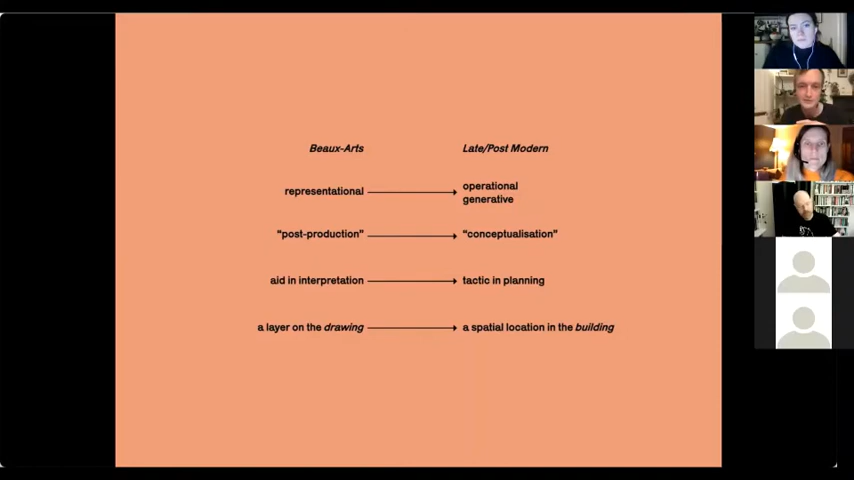 Beaux-Arts Late/Post Modern
representational operational
generative
“post-production” “conceptualisation”
aid in interpretation tactic in planning
a layer on the drawing a spatial location in the building